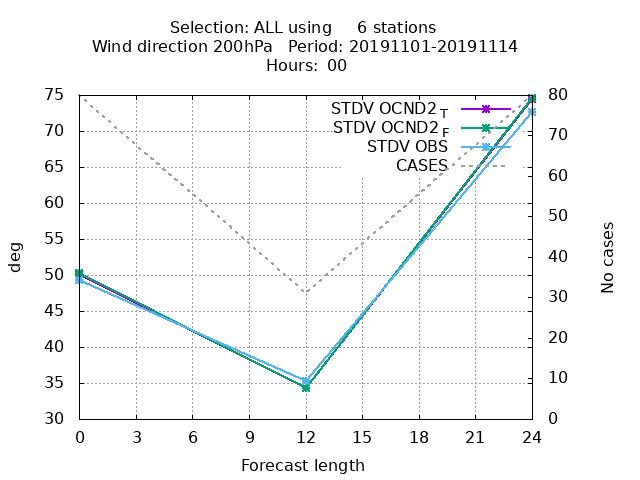 Selection: ALL using     6 stations
Wind direction 200hPa   Period: 20191101-20191114
Hours: 00
STDV OCND2_T
STDV OCND2_F
STDV OBS
CASES
deg
75
70
65
60
55
50
45
40
35
30
80
70
60
50
40
30
20
10
0
No cases
0 3 6 9 12 15 18 21 24
Forecast length